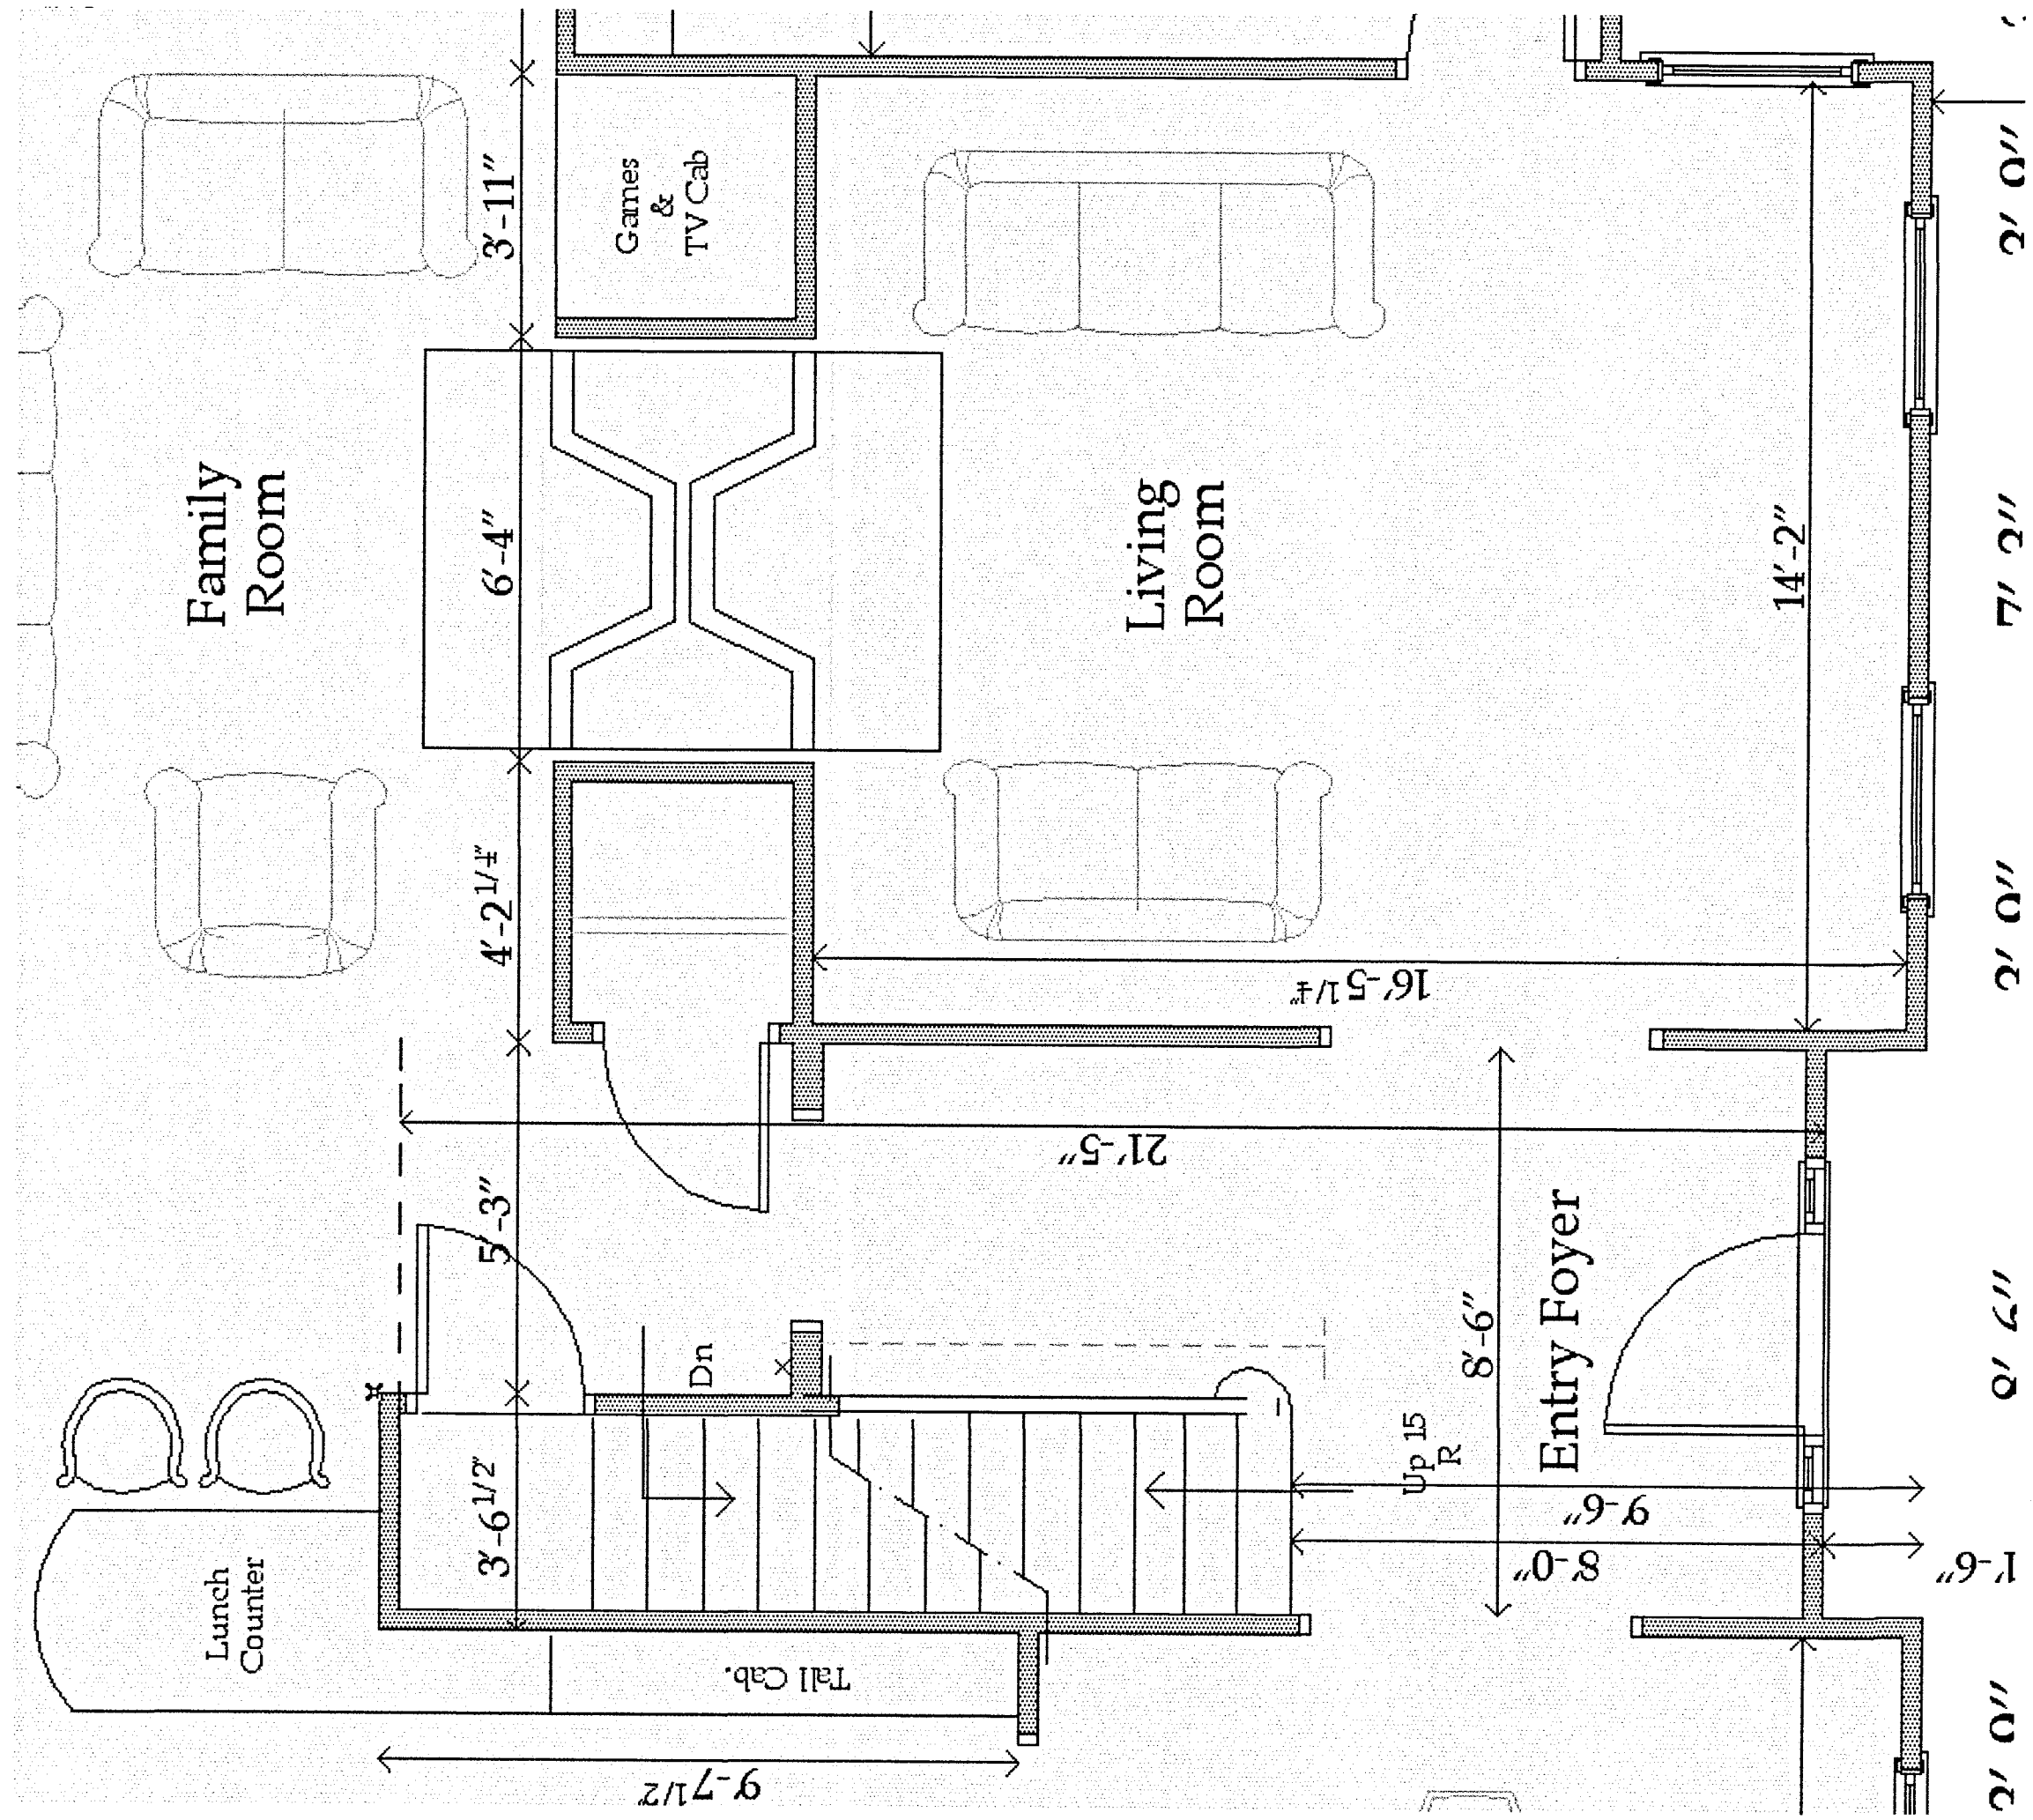 Family
Room
3'-11"
Games
&
TV Cab
6'-4"
Living
Room
14'-2"
4'-2 1/4"
16'-5 1/4"
5'-3"
21'-5"
Dn
8'-6"
Entry Foyer
Up 15
R
3'-6 1/2"
9'-6"
8'-0"
1'-6"
Lunch
Counter
Tall Cab.
9'-7 1/2"